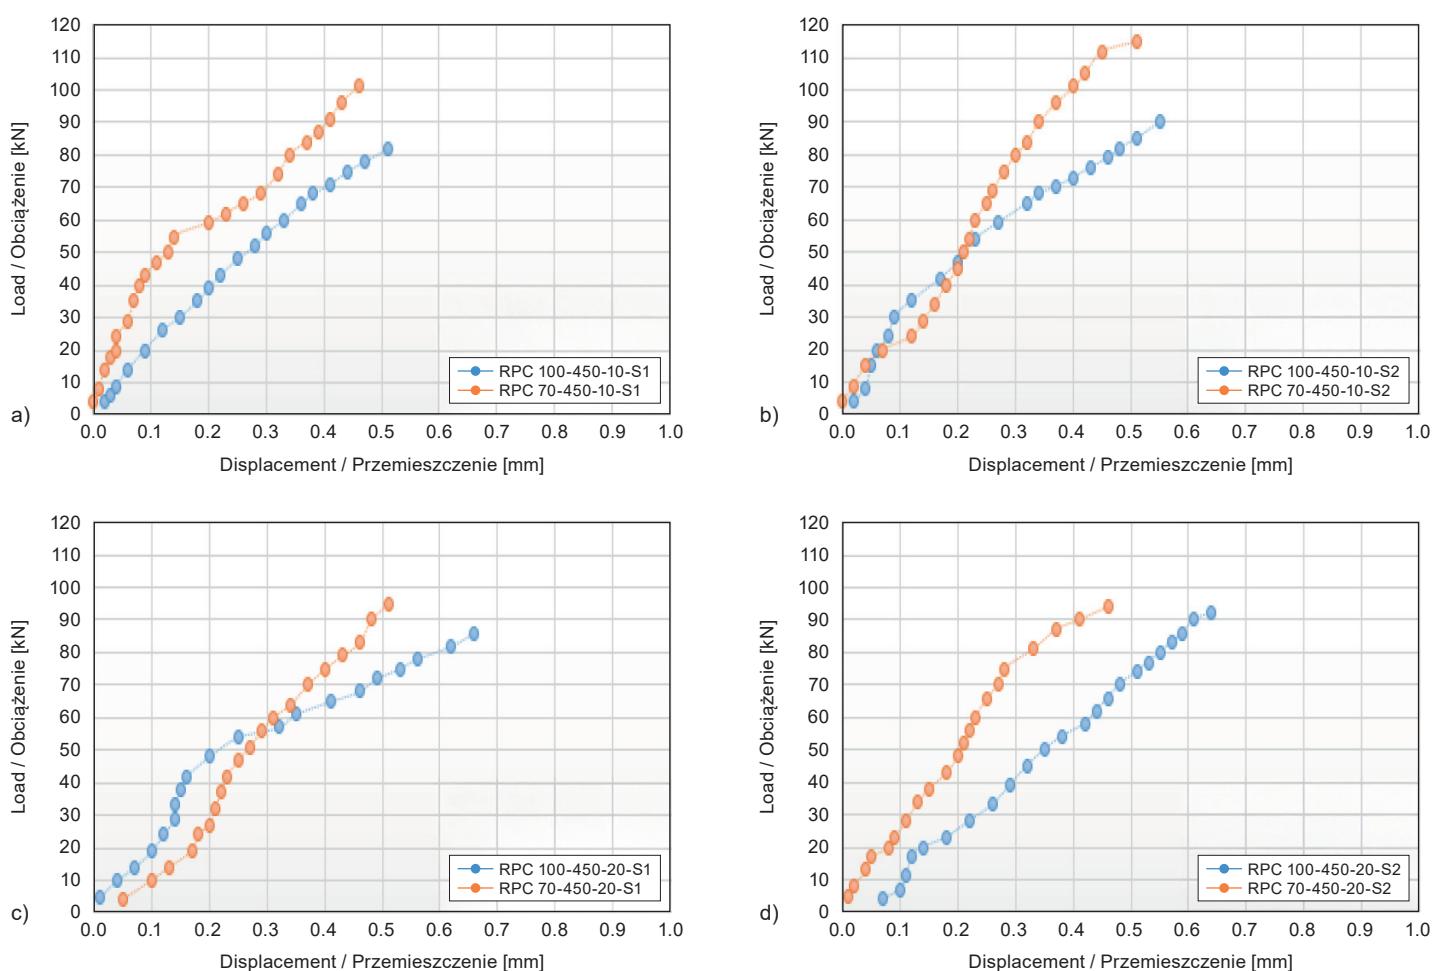 120
110
100
90
80
70
60
50
40
30
20
10
0
Load / Obciążenie [kN]
RPC 100-450-10-S1
RPC 70-450-10-S1
a)
0.0 0.1 0.2 0.3 0.4 0.5 0.6 0.7 0.8 0.9 1.0
Displacement / Przemieszczenie [mm]
120
110
100
90
80
70
60
50
40
30
20
10
0
Load / Obciążenie [kN]
RPC 100-450-10-S2
RPC 70-450-10-S2
b)
0.0 0.1 0.2 0.3 0.4 0.5 0.6 0.7 0.8 0.9 1.0
Displacement / Przemieszczenie [mm]
120
110
100
90
80
70
60
50
40
30
20
10
0
Load / Obciążenie [kN]
RPC 100-450-20-S1
RPC 70-450-20-S1
c)
0.0 0.1 0.2 0.3 0.4 0.5 0.6 0.7 0.8 0.9 1.0
Displacement / Przemieszczenie [mm]
120
110
100
90
80
70
60
50
40
30
20
10
0
Load / Obciążenie [kN]
RPC 100-450-20-S2
RPC 70-450-20-S2
d)
0.0 0.1 0.2 0.3 0.4 0.5 0.6 0.7 0.8 0.9 1.0
Displacement / Przemieszczenie [mm]